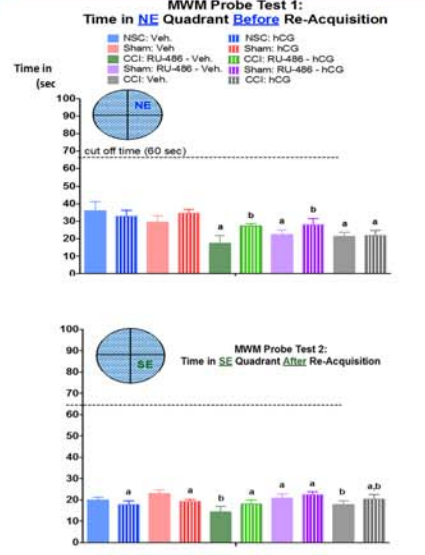 MWM Probe Test 1:
Time in NE Quadrant Before Re-Acquisition
NSC: Veh. NSC: hCG
Sham: Veh Sham: hCG
CCI: RU-486 - Veh. CCI: RU-486 - hCG
Sham: RU-486 - Veh. Sham: RU-486 - hCG
CCI: Veh. CCI: hCG
Time in
(sec
NE
100
90
80
70
cut off time (60 sec)
60
50
40
30
20
10
0
a b a b a a
100
90
80
70
60
50
40
30
20
10
0
SE
MWM Probe Test 2:
Time in SE Quadrant After Re-Acquisition
a a b a a a b a,b